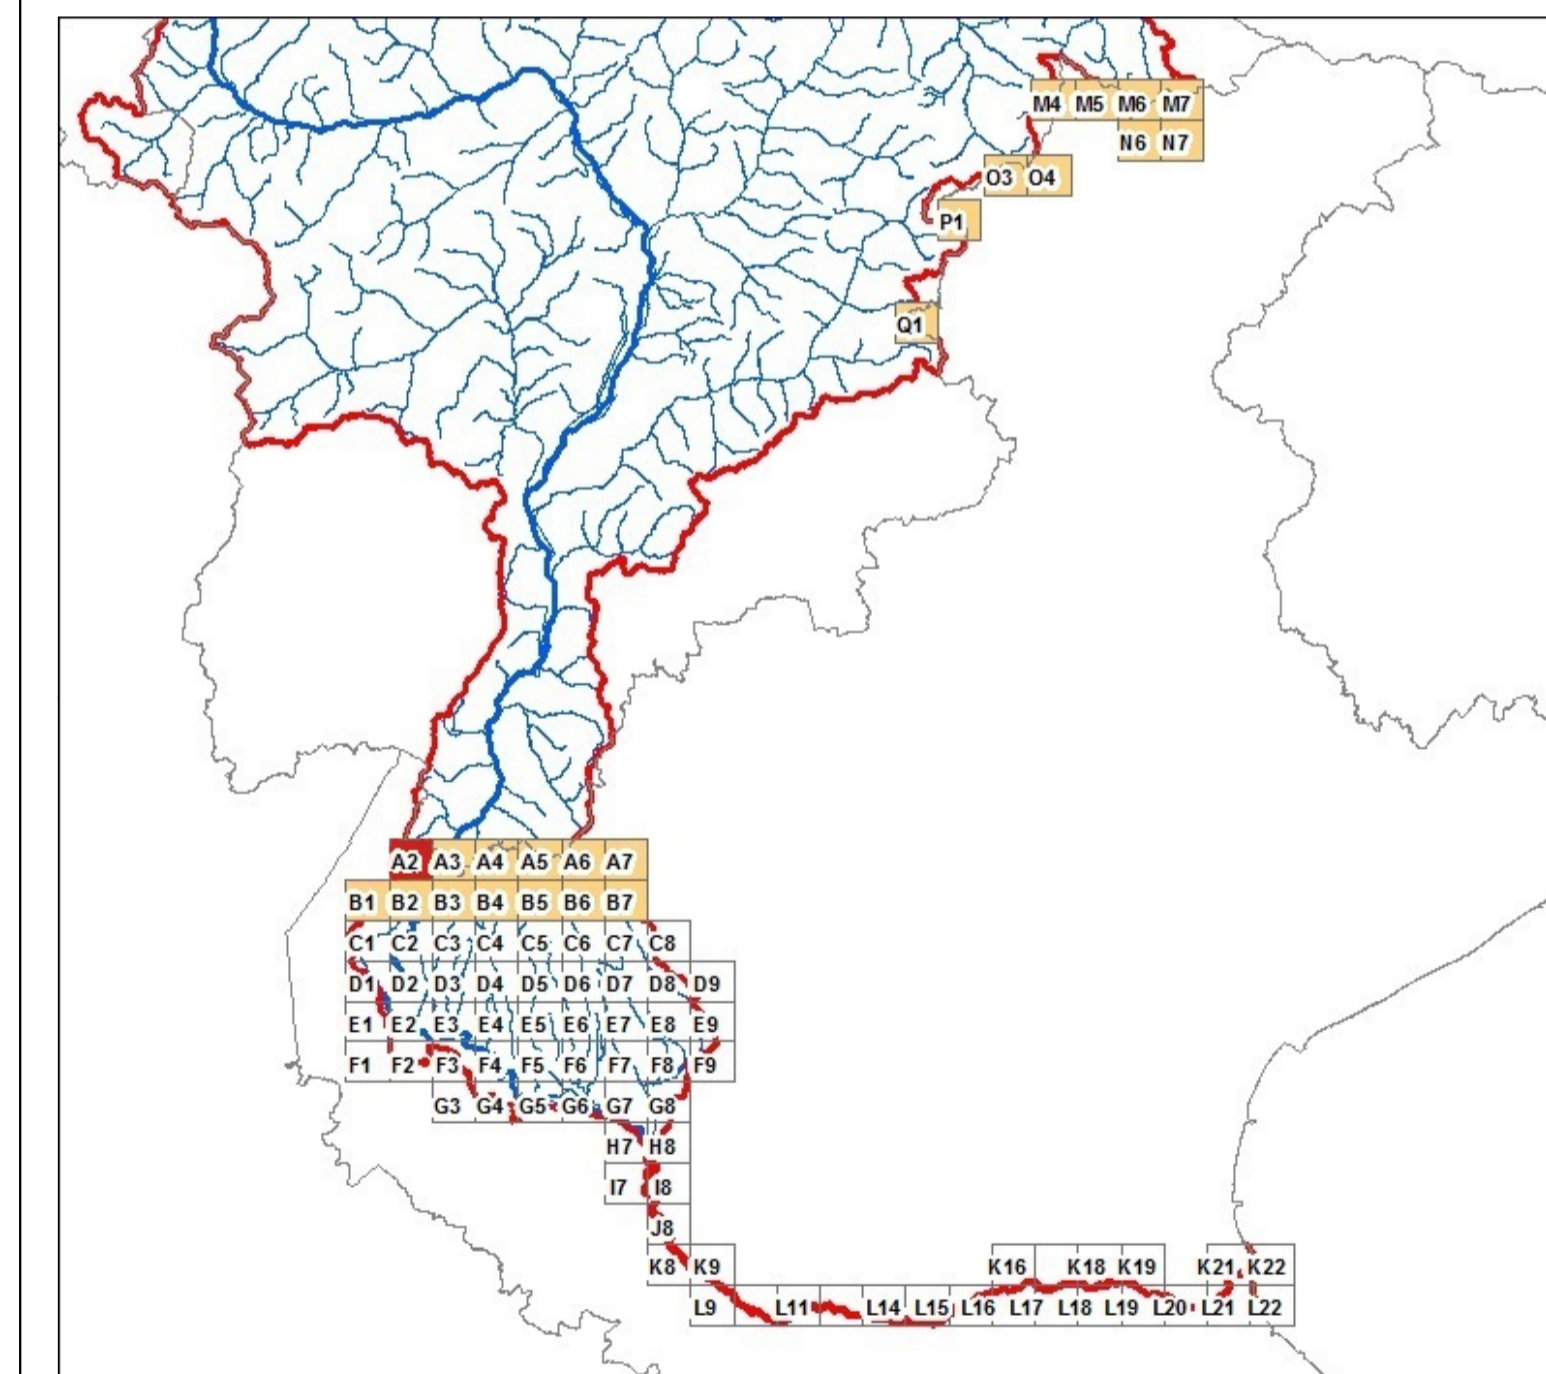 M4 M5 M6 M7
N6 N7
O3 O4
P1
Q1
A2 A3 A4 A5 A6 A7
B1 B2 B3 B4 B5 B6 B7
C1 C2 C3 C4 C5 C6 C7 C8
D1 D2 D3 D4 D5 D6 D7 D8 D9
E1 E2 E3 E4 E5 E6 E7 E8 E9
F1 F2 F3 F4 F5 F6 F7 F8 F9
G3 G4 G5 G6 G7 G8
H7 H8
I7 I8
J8
K8 K9 K16 K18 K19 K21 K22
L9 L11 L14 L15 L16 L17 L18 L19 L20 L21 L22